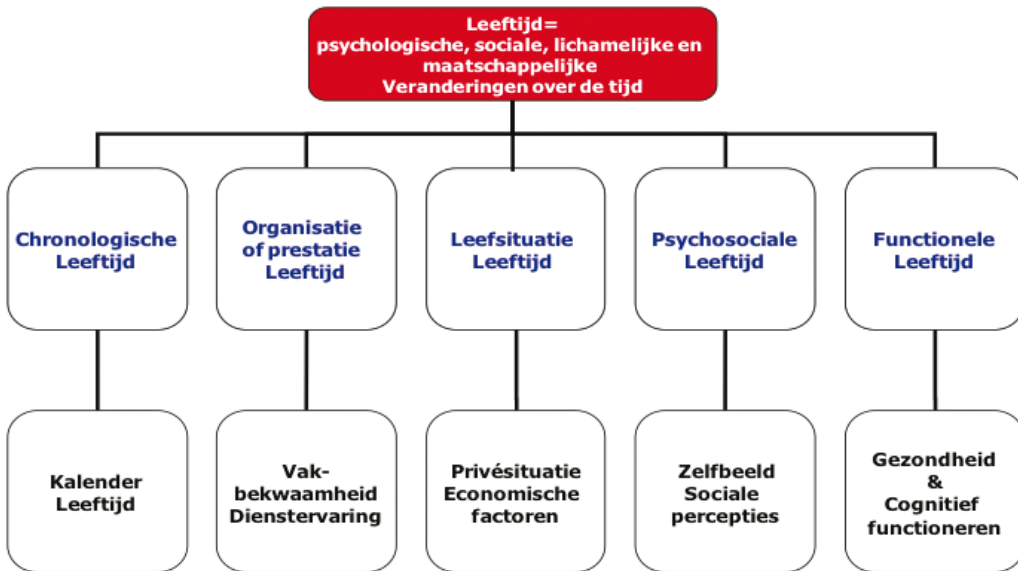 Leeftijd=
psychologische, sociale, lichamelijke en
maatschappelijke
Veranderingen over de tijd
Chronologische
Leeftijd
Organisatie
of prestatie
Leeftijd
Leefsituatie
Leeftijd
Psychosociale
Leeftijd
Functionele
Leeftijd
Kalender
Leeftijd
Vak-
bekwaamheid
Dienstervaring
Privésituatie
Economische
factoren
Zelfbeeld
Sociale
percepties
Gezondheid
&
Cognitief
functioneren